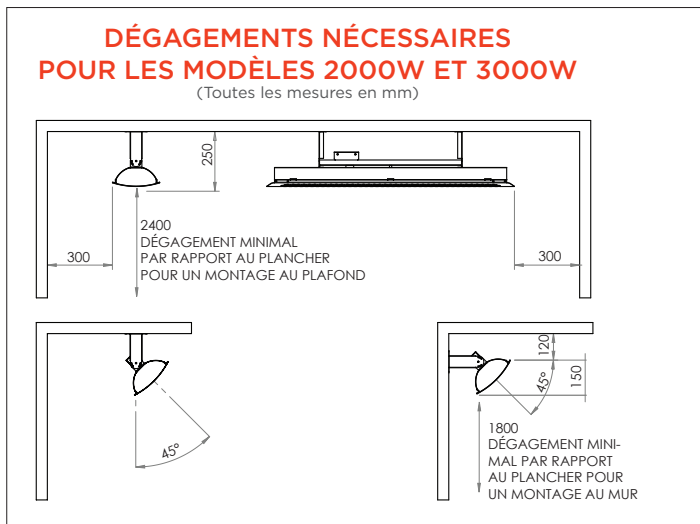 DÉGAGEMENTS NÉCESSAIRES
POUR LES MODÈLES 2000W ET 3000W
(Toutes les mesures en mm)
250
2400
DÉGAGEMENT MINIMAL
PAR RAPPORT AU PLANCHER
POUR UN MONTAGE AU PLAFOND
300
300
45°
120
150
45°
1800
DÉGAGEMENT MINI-
MAL PAR RAPPORT
AU PLANCHER POUR
UN MONTAGE AU MUR